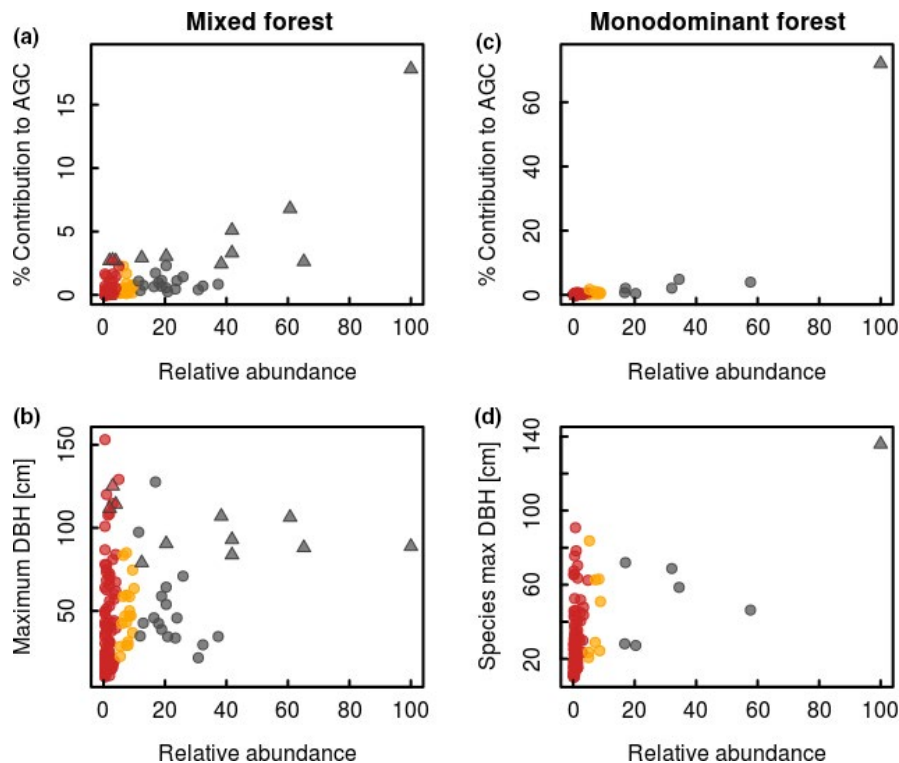 Mixed forest
Monodominant forest
(a)
% Contribution to AGC
15
10
5
0
0 20 40 60 80 100
Relative abundance
(c)
% Contribution to AGC
60
40
20
0
0 20 40 60 80 100
Relative abundance
(b)
Maximum DBH [cm]
150
100
50
0 20 40 60 80 100
Relative abundance
(d)
Species max DBH [cm]
140
100
60
20
0 20 40 60 80 100
Relative abundance